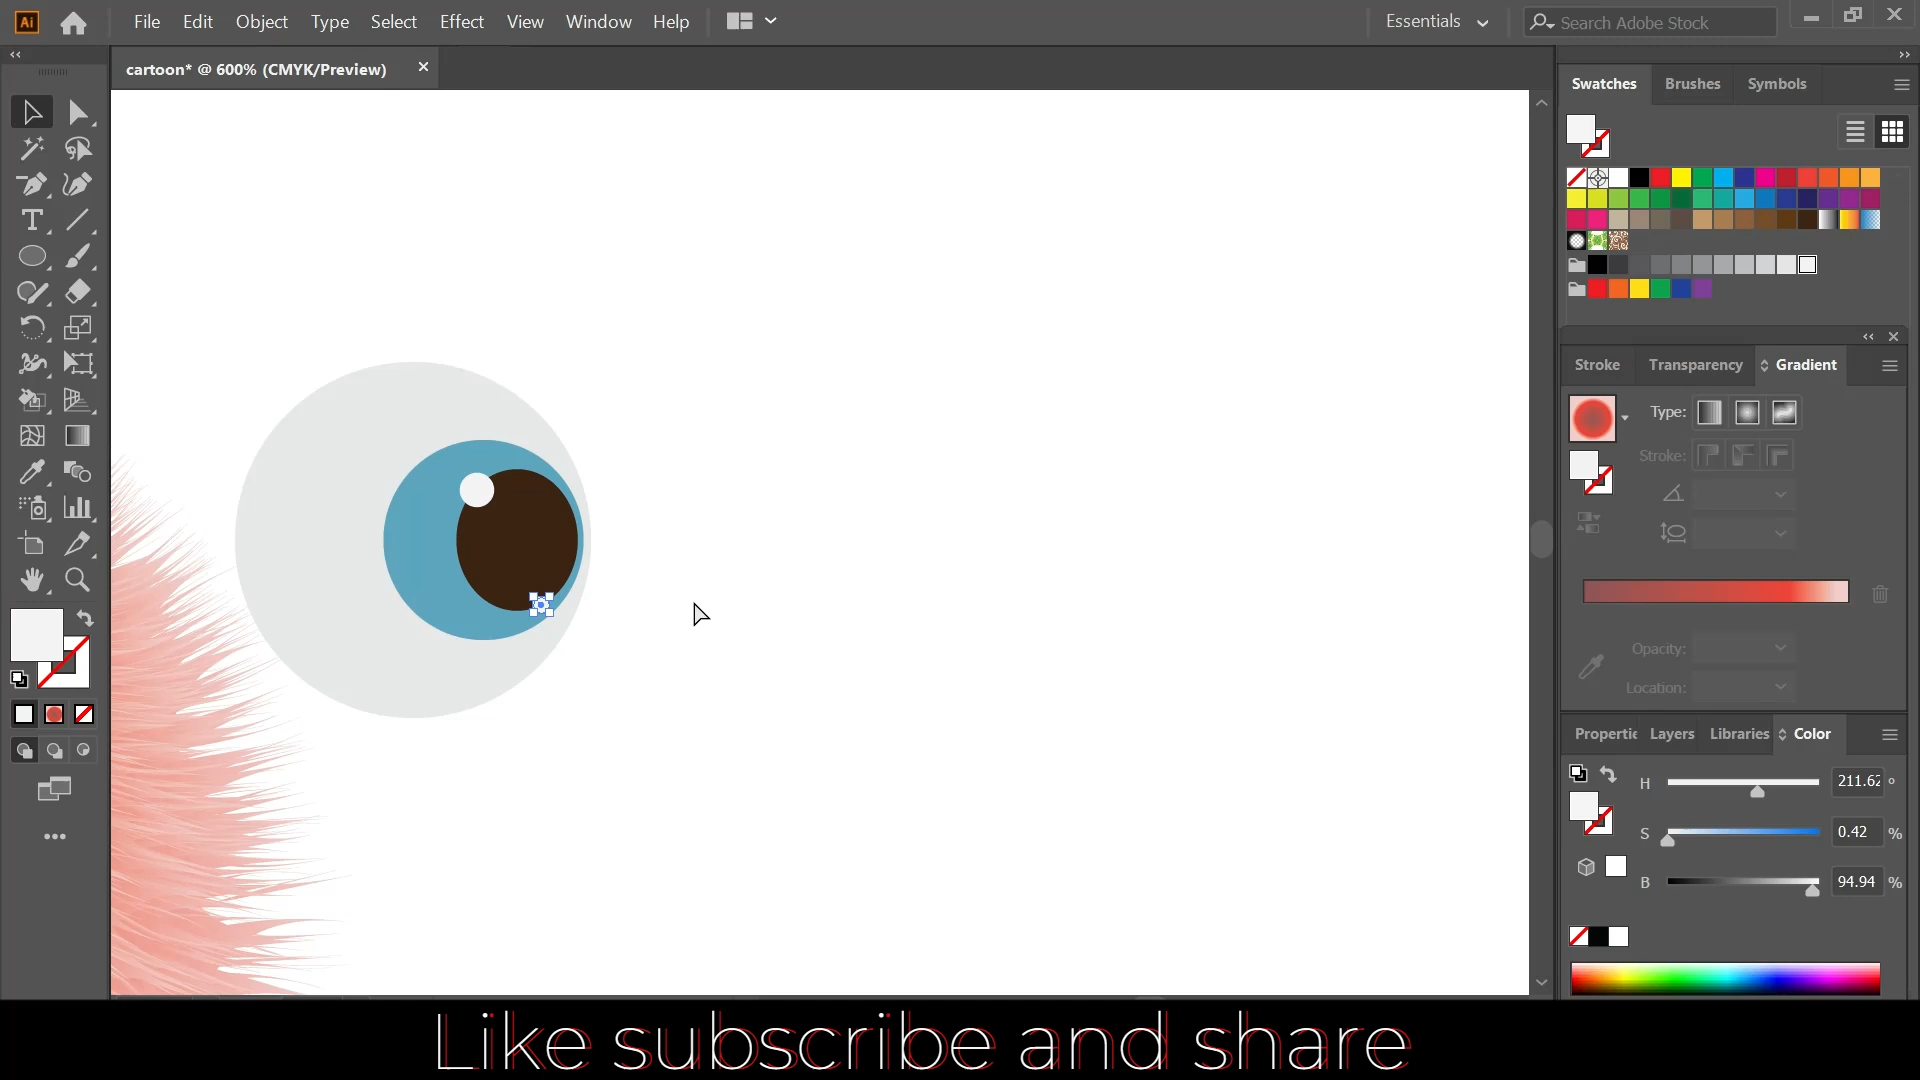 Ai File Edit Object Type Select Effect View Window Help Essentials Search Adobe Stock
cartoon* @ 600% (CMYK/Preview)
Swatches Brushes Symbols
Stroke Transparency Gradient
Type:
Stroke:
Opacity:
Location:
Propertic Layers Libraries Color
H 211.62 °
S 0.42 %
B 94.94 %
Like subscribe and share